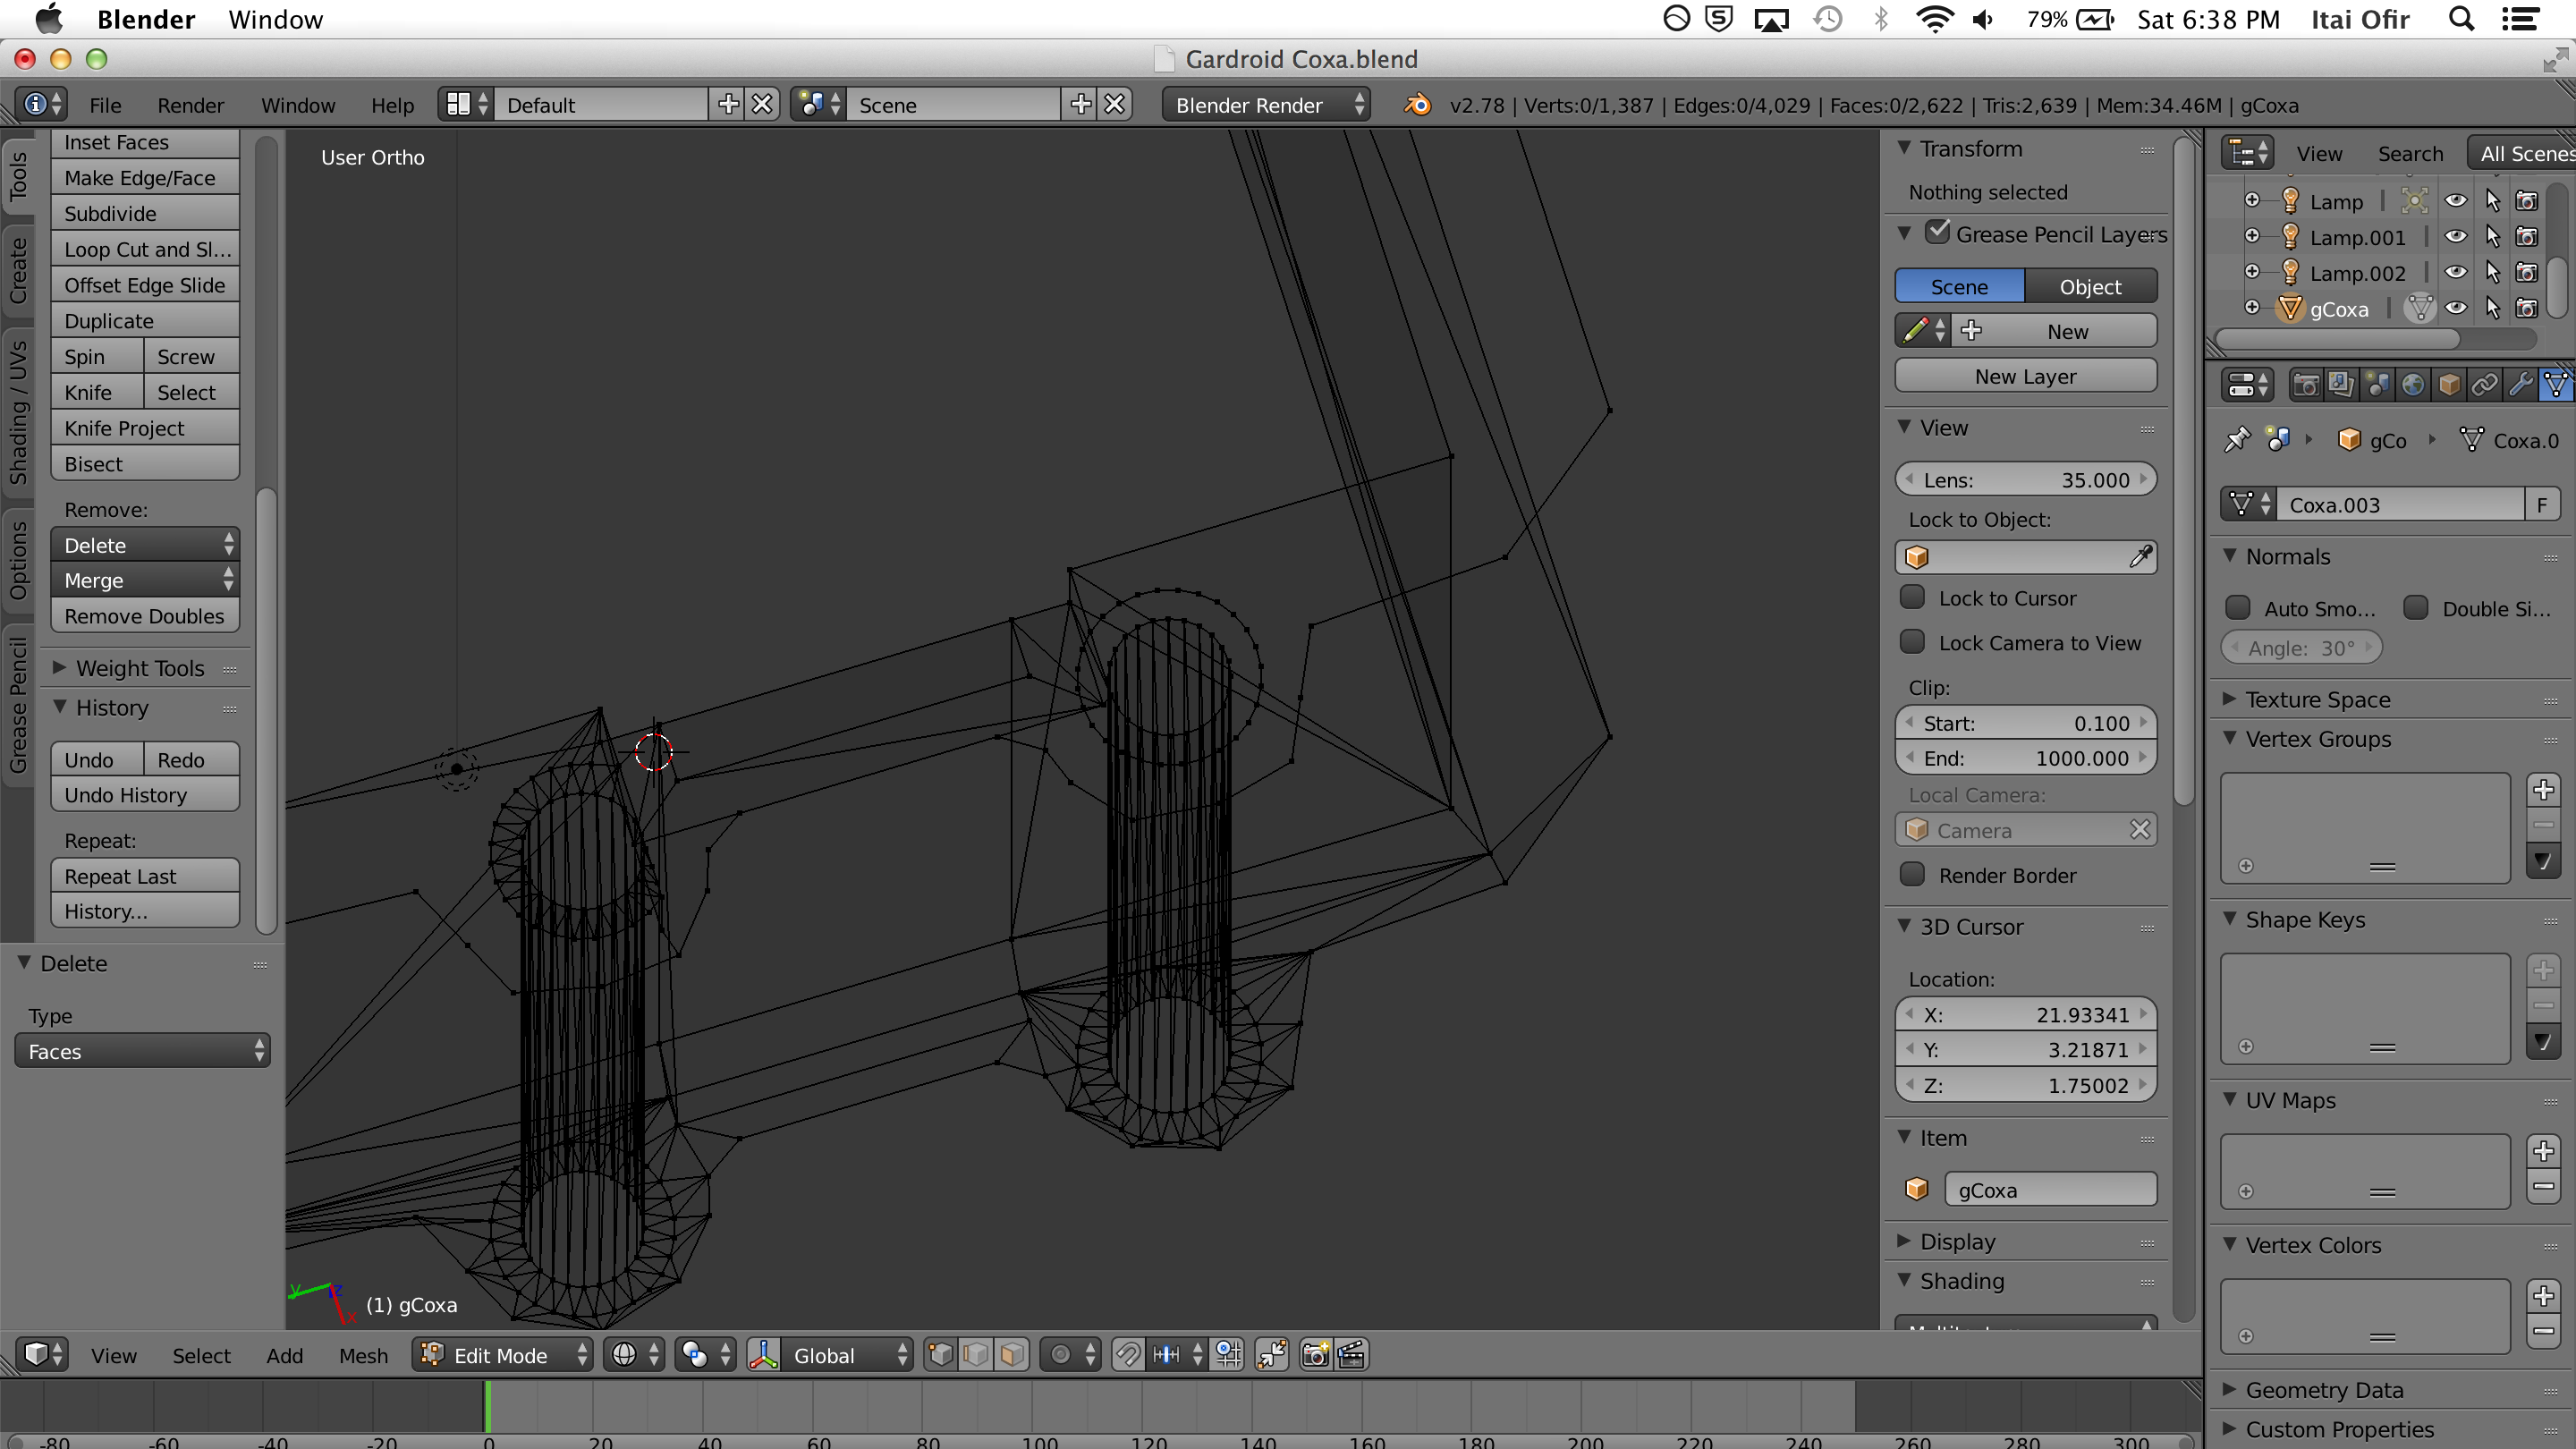 Blender Window 79% Sat 6:38 PM Itai Ofir
Gardroid Coxa.blend
File Render Window Help Default Scene Blender Render v2.78 | Verts:0/1,387 | Edges:0/4,029 | Faces:0/2,622 | Tris:2,639 | Mem:34.46M | gCoxa
Tools
Create
Shading / UVs
Options
Grease Pencil
Inset Faces
Make Edge/Face
Subdivide
Loop Cut and Sl...
Offset Edge Slide
Duplicate
Spin Screw
Knife Select
Knife Project
Bisect
Remove:
Delete
Merge
Remove Doubles
Weight Tools
History
Undo Redo
Undo History
Repeat:
Repeat Last
History...
Delete
Type
Faces
User Ortho
y z x
(1) gCoxa
Transform
Nothing selected
Grease Pencil Layers
Scene Object
New
New Layer
View
Lens: 35.000
Lock to Object:
Lock to Cursor
Lock Camera to View
Clip:
Start: 0.100
End: 1000.000
Local Camera:
Camera
Render Border
3D Cursor
Location:
X: 21.93341
Y: 3.21871
Z: 1.75002
Item
gCoxa
Display
Shading
View Search All Scenes
Lamp
Lamp.001
Lamp.002
gCoxa
gCo Coxa.0
Coxa.003 F
Normals
Auto Smo... Double Si...
Angle: 30°
Texture Space
Vertex Groups
Shape Keys
UV Maps
Vertex Colors
Geometry Data
Custom Properties
View Select Add Mesh Edit Mode Global
-80 -60 -40 -20 0 20 40 60 80 100 120 140 160 180 200 220 240 260 280 300